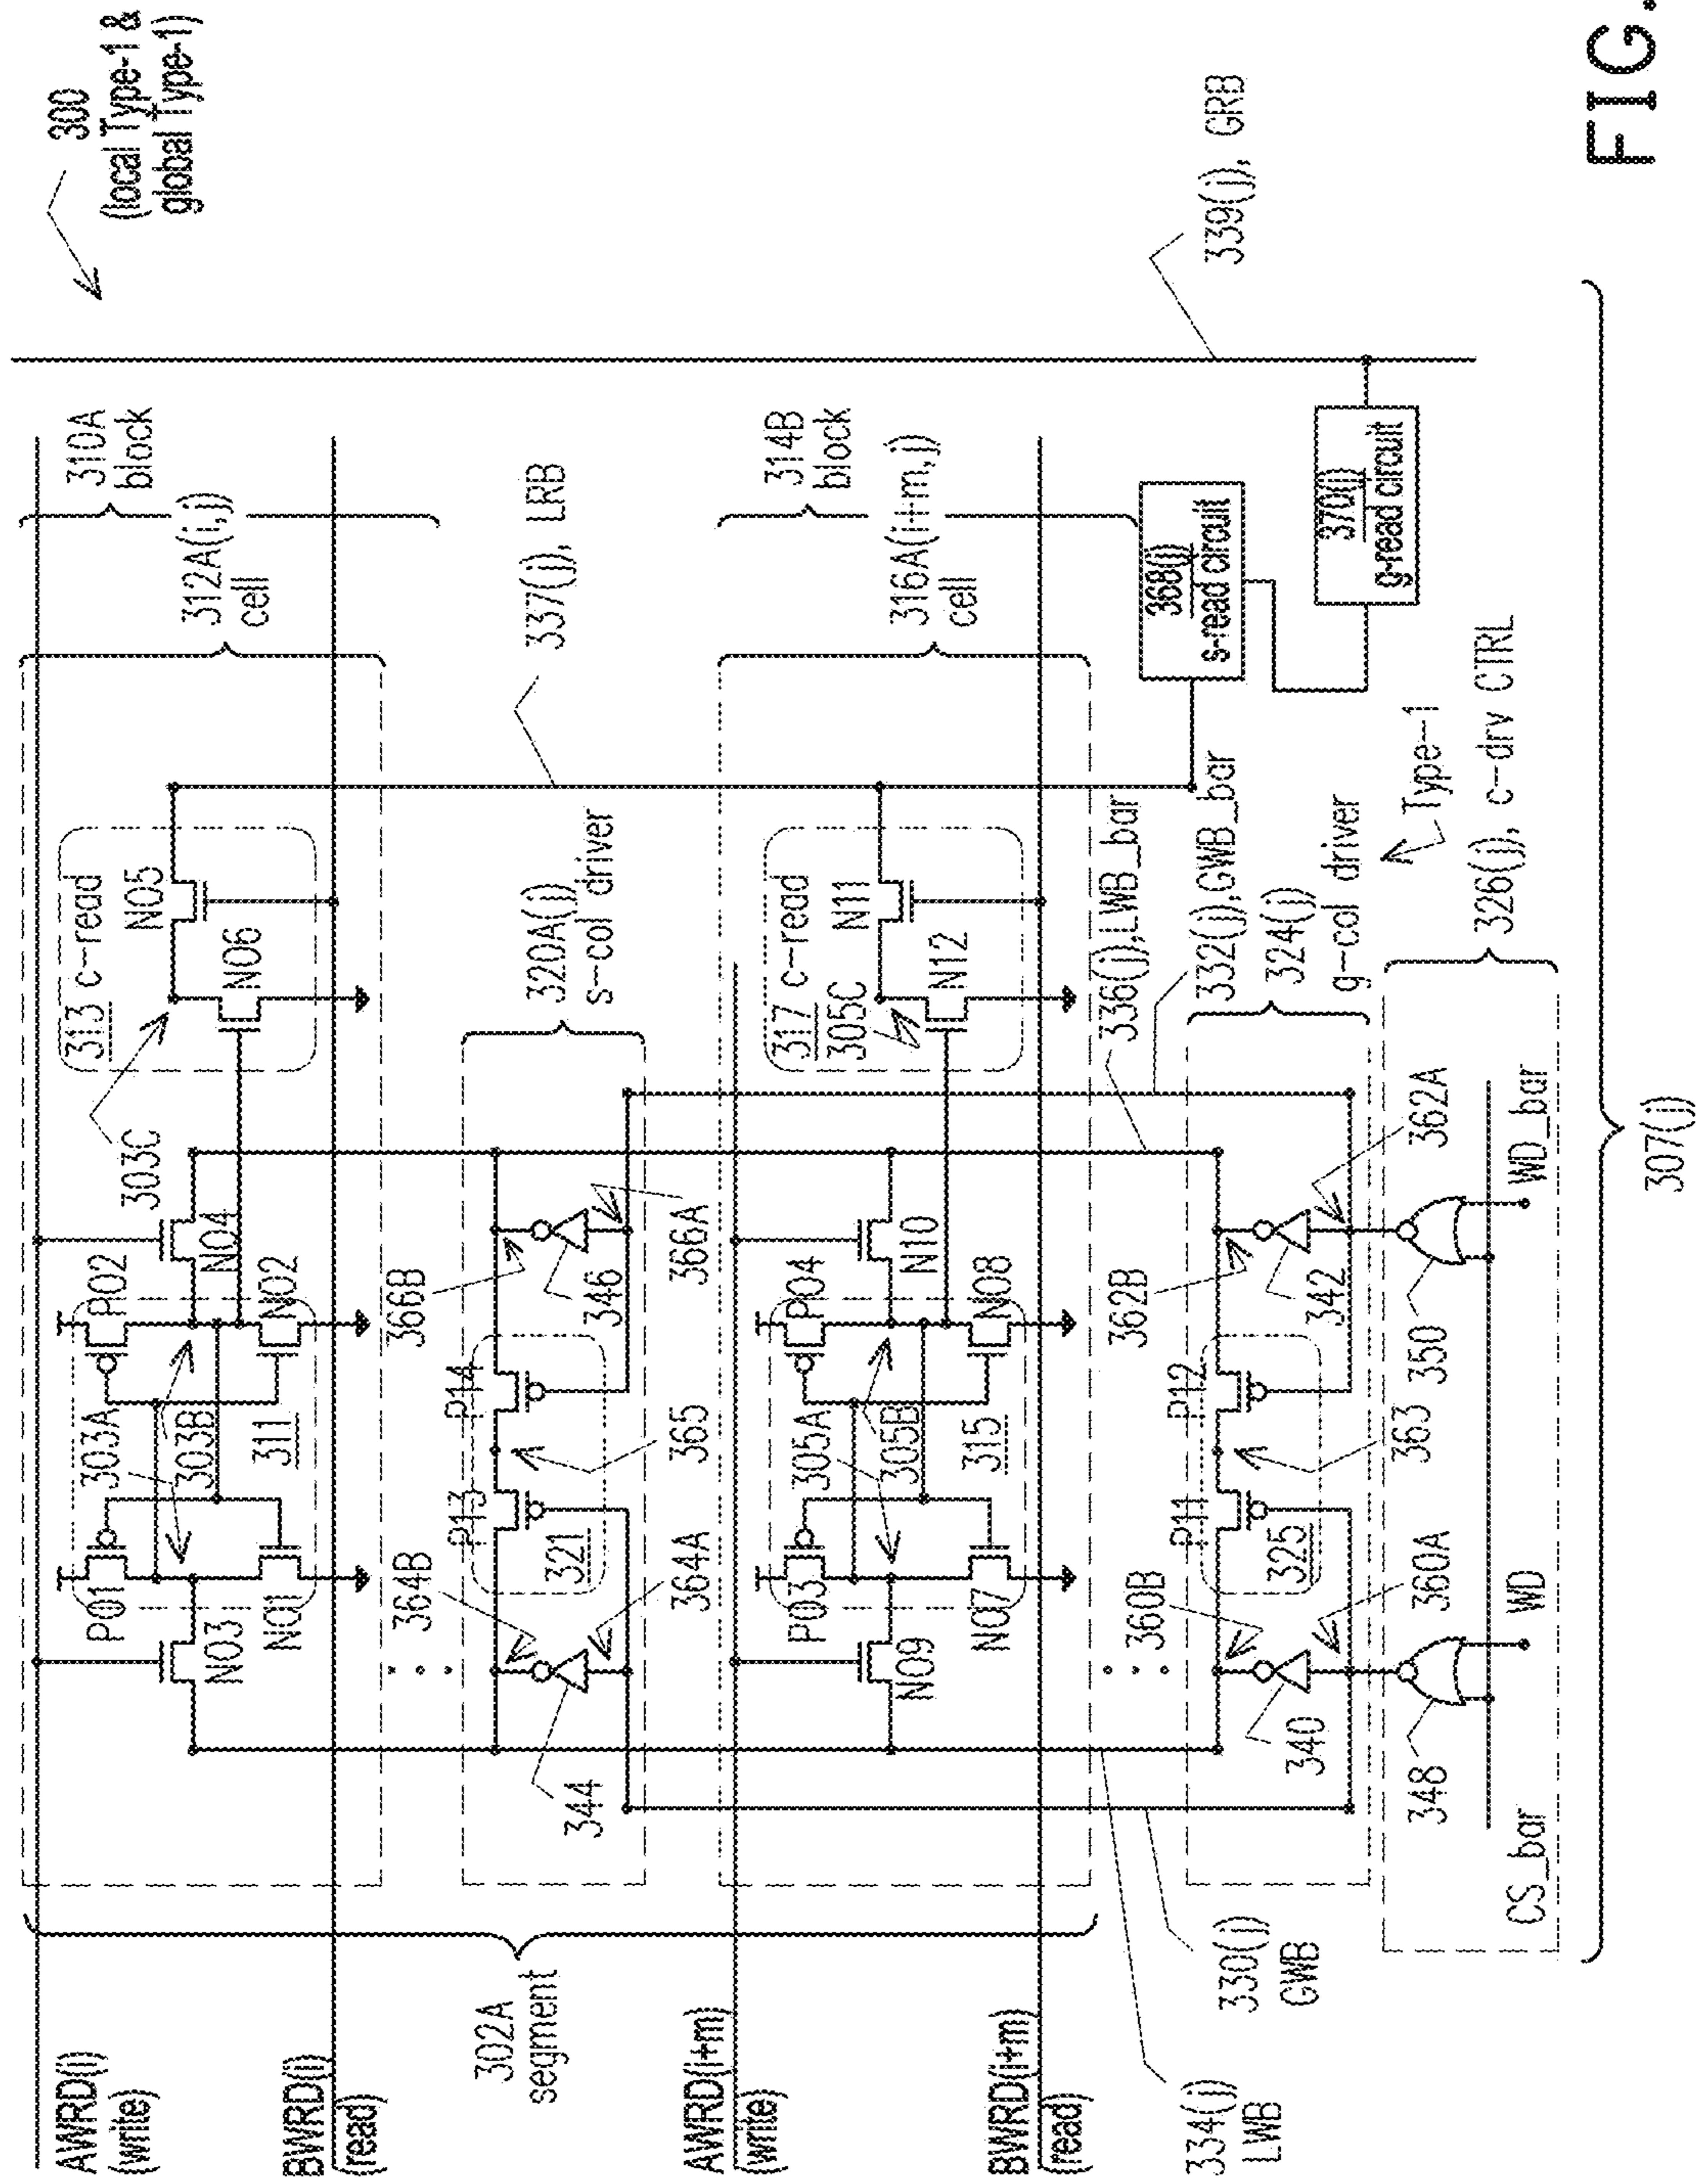 300
(local Type-1 &
global Type-1)
AWRD(i)
(write)
BWRD(i)
(read)
302A
segment
AWRD(i+m)
(write)
BWRD(i+m)
(read)
334(j)
LWB
330(j)
GWB
310A
block
312A(i,j)
cell
337(j), LRB
314B
block
316A(i+m,j)
cell
339(j), GRB
313 c-read
N05
N06
303C
P02
N04
N02
303A
303B
311
P01
N03
N01
320A(j)
s-col driver
366B
346
366A
P14
365
P13
321
364B
364A
344
317 c-read
305C
N11
N12
P04
N10
N08
305A
305B
315
P03
N09
N07
368(j)
s-read circuit
370(j)
g-read circuit
336(j),LWB_bar
332(j),GWB_bar
324(j)
g-col driver
Type-1
326(j), c-drv CTRL
362B
342
362A
350
P12
363
P11
325
360B
360A
340
348
WD_bar
WD
CS_bar
307(j)
FIG.